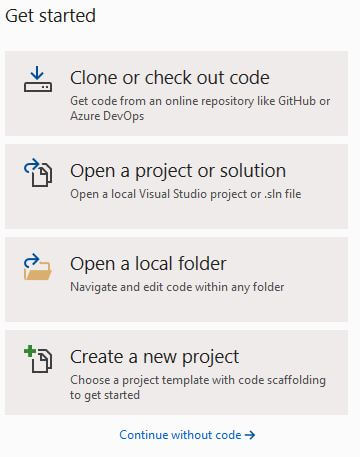 Get started
Clone or check out code
Get code from an online repository like GitHub or
Azure DevOps
Open a project or solution
Open a local Visual Studio project or .sln file
Open a local folder
Navigate and edit code within any folder
Create a new project
Choose a project template with code scaffolding
to get started
Continue without code →